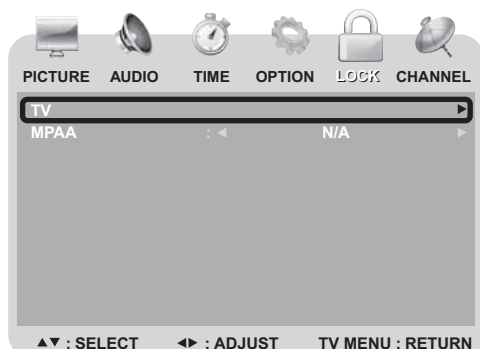 PICTURE AUDIO TIME OPTION LOCK CHANNEL
TV ▶
MPAA : ◀ N/A ▶
▲▼ : SELECT ◀▶ : ADJUST TV MENU : RETURN